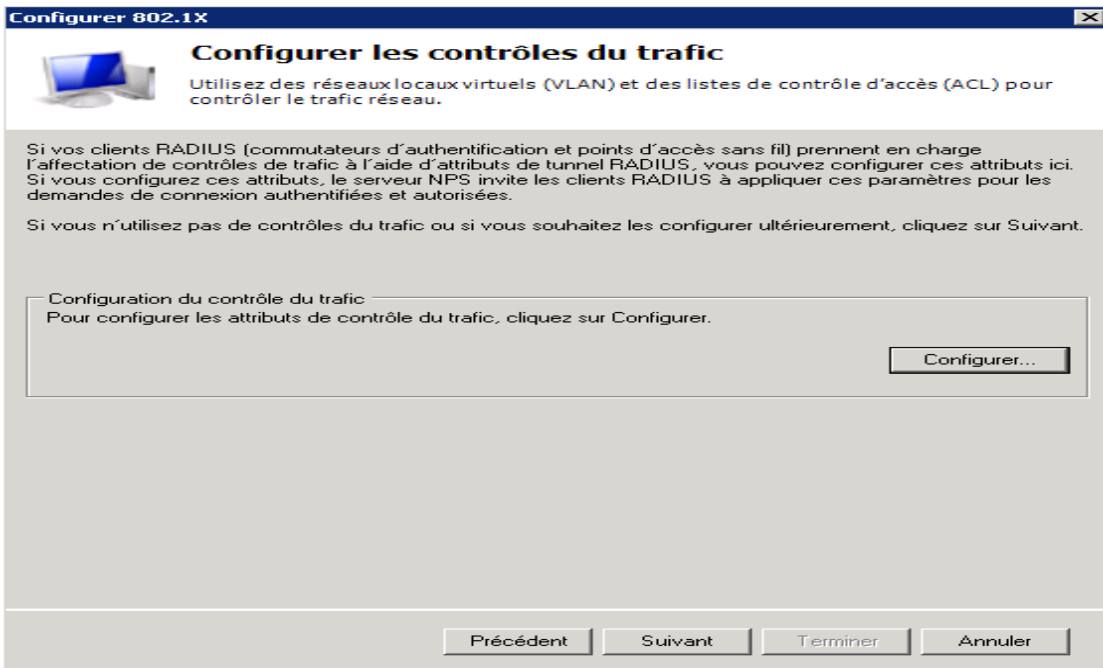 Configurer 802.1X
Configurer les contrôles du trafic
Utilisez des réseaux locaux virtuels (VLAN) et des listes de contrôle d'accès (ACL) pour
contrôler le trafic réseau.
Si vos clients RADIUS (commutateurs d'authentification et points d'accès sans fil) prennent en charge
l'affectation de contrôles de trafic à l'aide d'attributs de tunnel RADIUS, vous pouvez configurer ces attributs ici.
Si vous configurez ces attributs, le serveur NPS invite les clients RADIUS à appliquer ces paramètres pour les
demandes de connexion authentifiées et autorisées.
Si vous n'utilisez pas de contrôles du trafic ou si vous souhaitez les configurer ultérieurement, cliquez sur Suivant.
Configuration du contrôle du trafic
Pour configurer les attributs de contrôle du trafic, cliquez sur Configurer.
Configurer...
Précédent
Suivant
Terminer
Annuler